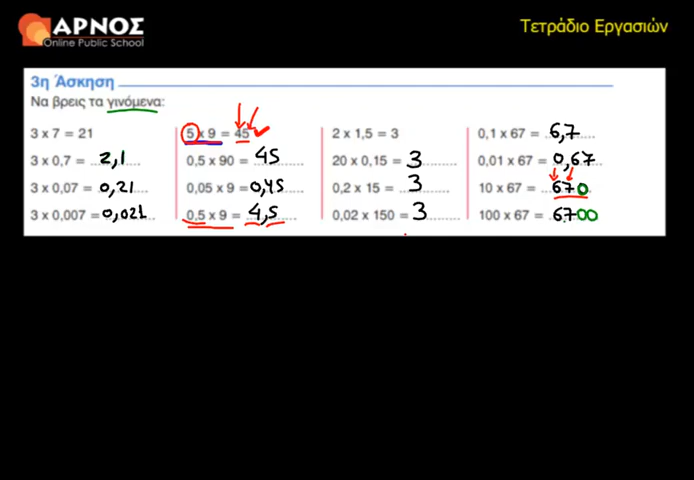 ΑΡΝΟΣ
Online Public School
Τετράδιο Εργασιών
3η Άσκηση
Να βρεις τα γινόμενα:
3 x 7 = 21
3 x 0,7 = 2,1
3 x 0,07 = 0,21
3 x 0,007 = 0,021
5 x 9 = 45
0,5 x 90 = 45
0,05 x 9 = 0,45
0,5 x 9 = 4,5
2 x 1,5 = 3
20 x 0,15 = 3
0,2 x 15 = 3
0,02 x 150 = 3
0,1 x 67 = 6,7
0,01 x 67 = 0,67
10 x 67 = 670
100 x 67 = 6700